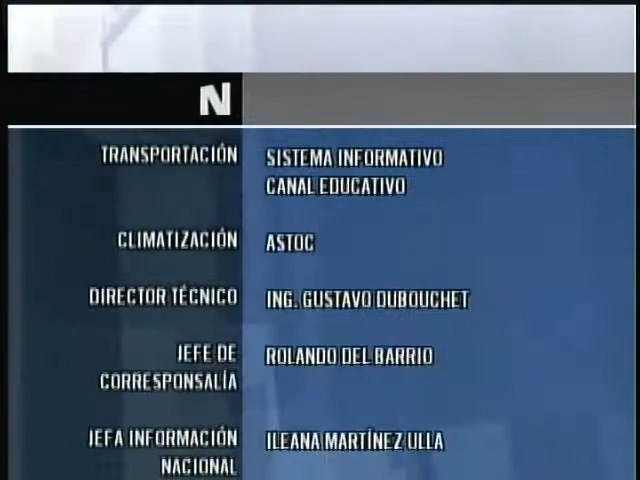 N
TRANSPORTACIÓN SISTEMA INFORMATIVO
CANAL EDUCATIVO
CLIMATIZACIÓN ASTOC
DIRECTOR TÉCNICO ING. GUSTAVO DUBOUCHET
JEFE DE ROLANDO DEL BARRIO
CORRESPONSALÍA
JEFA INFORMACIÓN ILEANA MARTÍNEZ ULLA
NACIONAL